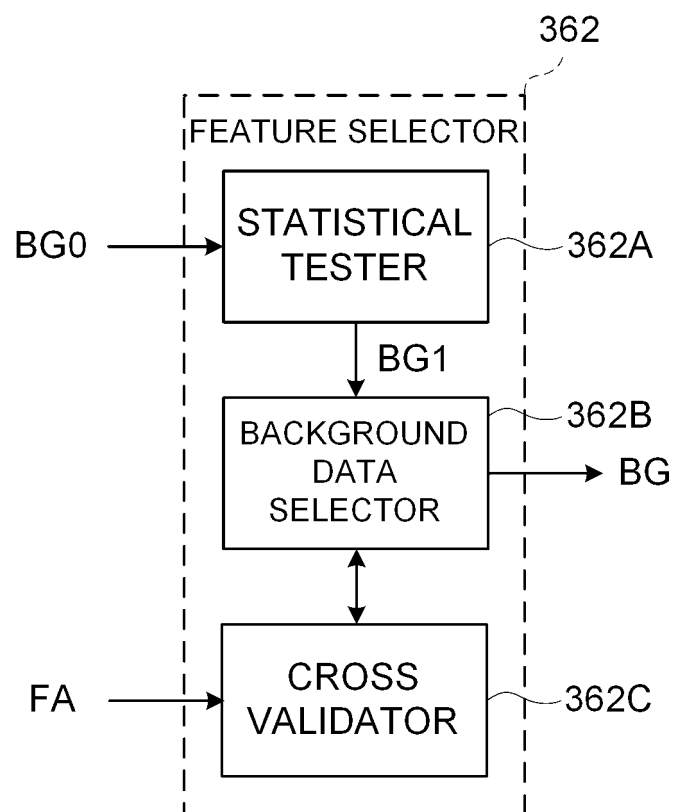 362
FEATURE SELECTOR
STATISTICAL
TESTER
BG0
362A
BG1
362B
BACKGROUND
DATA
SELECTOR
BG
CROSS
VALIDATOR
FA
362C